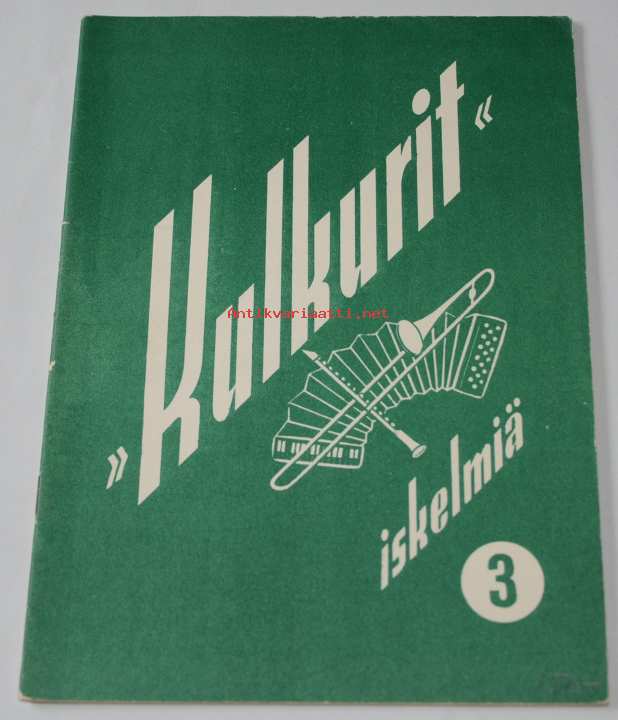 »Kulkurit«
Antikvariaatti.net
iskelmiä
3